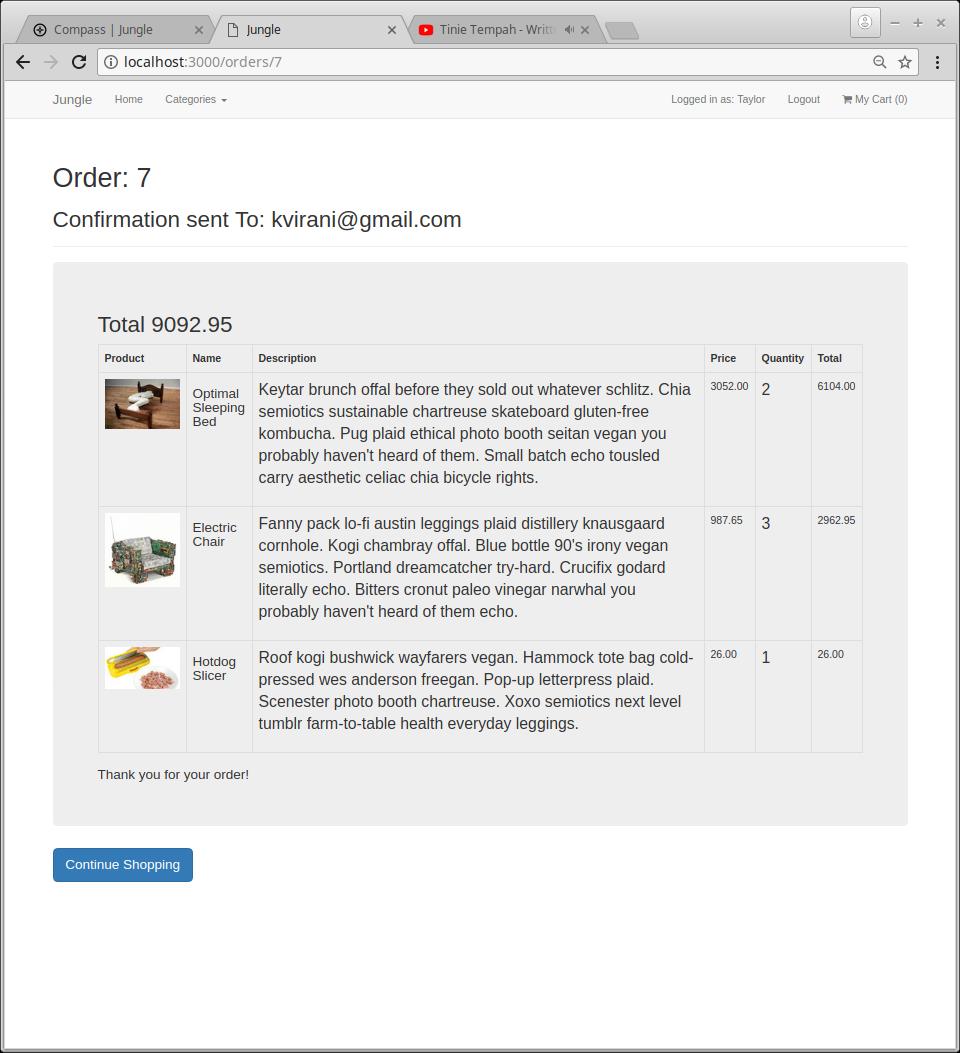 Compass | Jungle
Jungle
Tinie Tempah - Writt
localhost:3000/orders/7
Jungle Home Categories Logged in as: Taylor Logout My Cart (0)
Order: 7
Confirmation sent To: kvirani@gmail.com
Total 9092.95
Product Name Description Price Quantity Total
Optimal
Sleeping
Bed
Keytar brunch offal before they sold out whatever schlitz. Chia
semiotics sustainable chartreuse skateboard gluten-free
kombucha. Pug plaid ethical photo booth seitan vegan you
probably haven't heard of them. Small batch echo tousled
carry aesthetic celiac chia bicycle rights.
3052.00 2 6104.00
Electric
Chair
Fanny pack lo-fi austin leggings plaid distillery knausgaard
cornhole. Kogi chambray offal. Blue bottle 90's irony vegan
semiotics. Portland dreamcatcher try-hard. Crucifix godard
literally echo. Bitters cronut paleo vinegar narwhal you
probably haven't heard of them echo.
987.65 3 2962.95
Hotdog
Slicer
Roof kogi bushwick wayfarers vegan. Hammock tote bag cold-
pressed wes anderson freegan. Pop-up letterpress plaid.
Scenester photo booth chartreuse. Xoxo semiotics next level
tumblr farm-to-table health everyday leggings.
26.00 1 26.00
Thank you for your order!
Continue Shopping